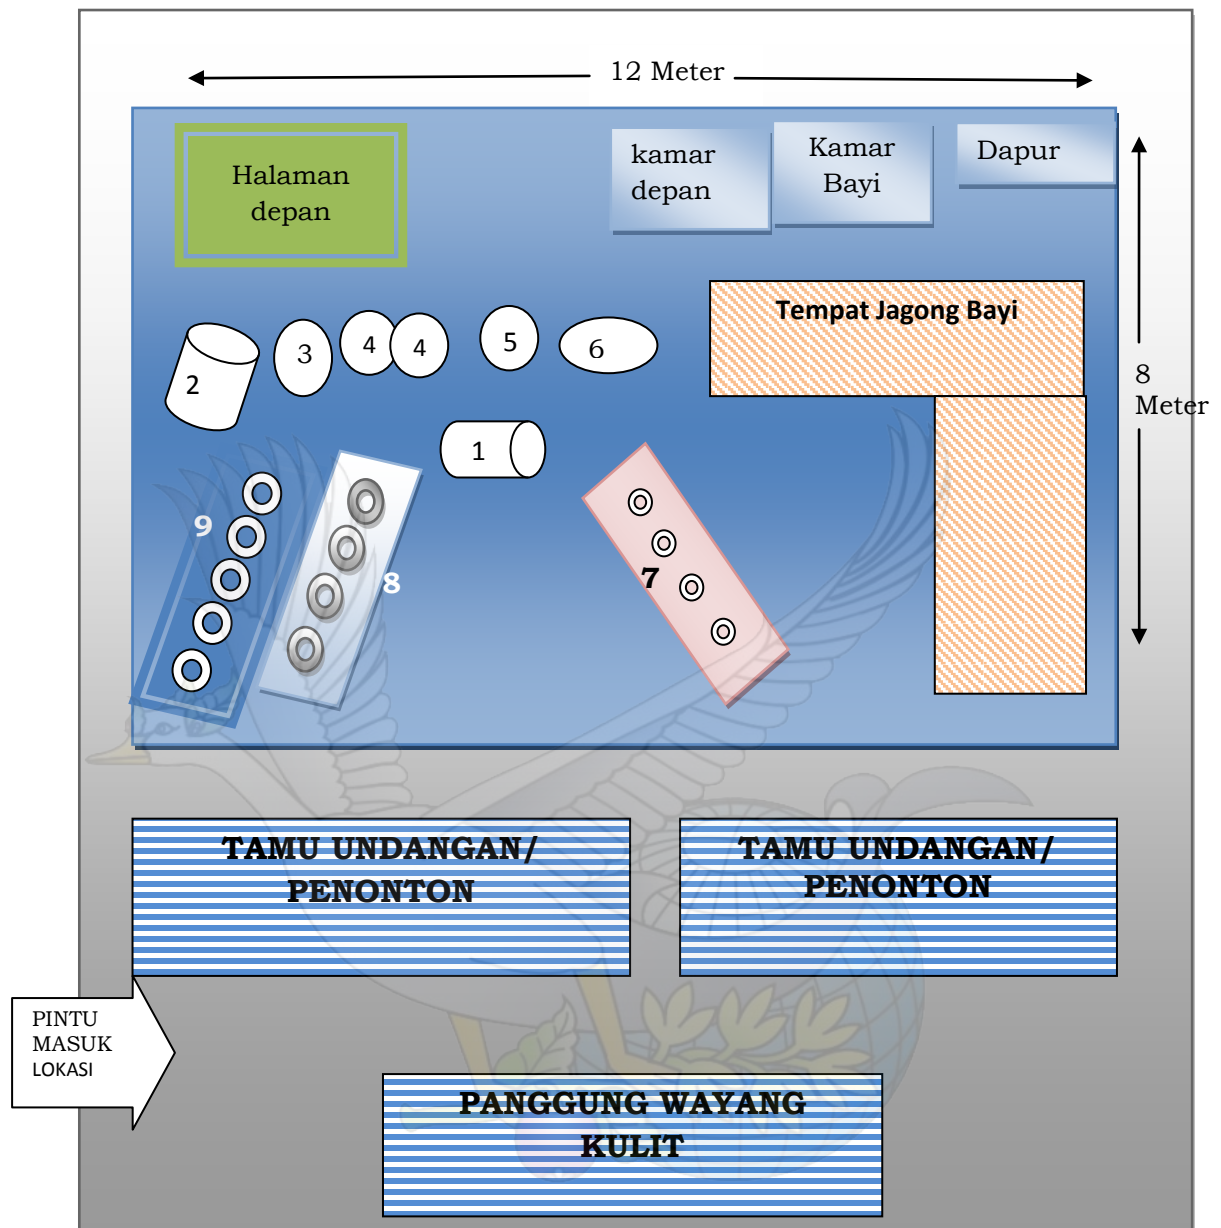 12 Meter
Halaman
depan
kamar
depan
Kamar
Bayi
Dapur
Tempat Jagong Bayi
8
Meter
2
3
4
4
5
6
1
9
8
7
TAMU UNDANGAN/
PENONTON
TAMU UNDANGAN/
PENONTON
PINTU
MASUK
LOKASI
PANGGUNG WAYANG
KULIT